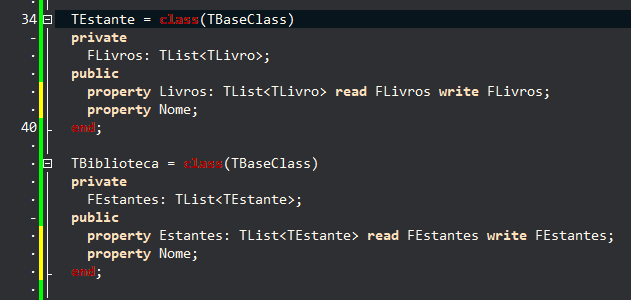 34 TEstante = class(TBaseClass)
private
FLivros: TList<TLivro>;
public
property Livros: TList<TLivro> read FLivros write FLivros;
property Nome;
40 end;
TBiblioteca = class(TBaseClass)
private
FEstantes: TList<TEstante>;
public
property Estantes: TList<TEstante> read FEstantes write FEstantes;
property Nome;
end;